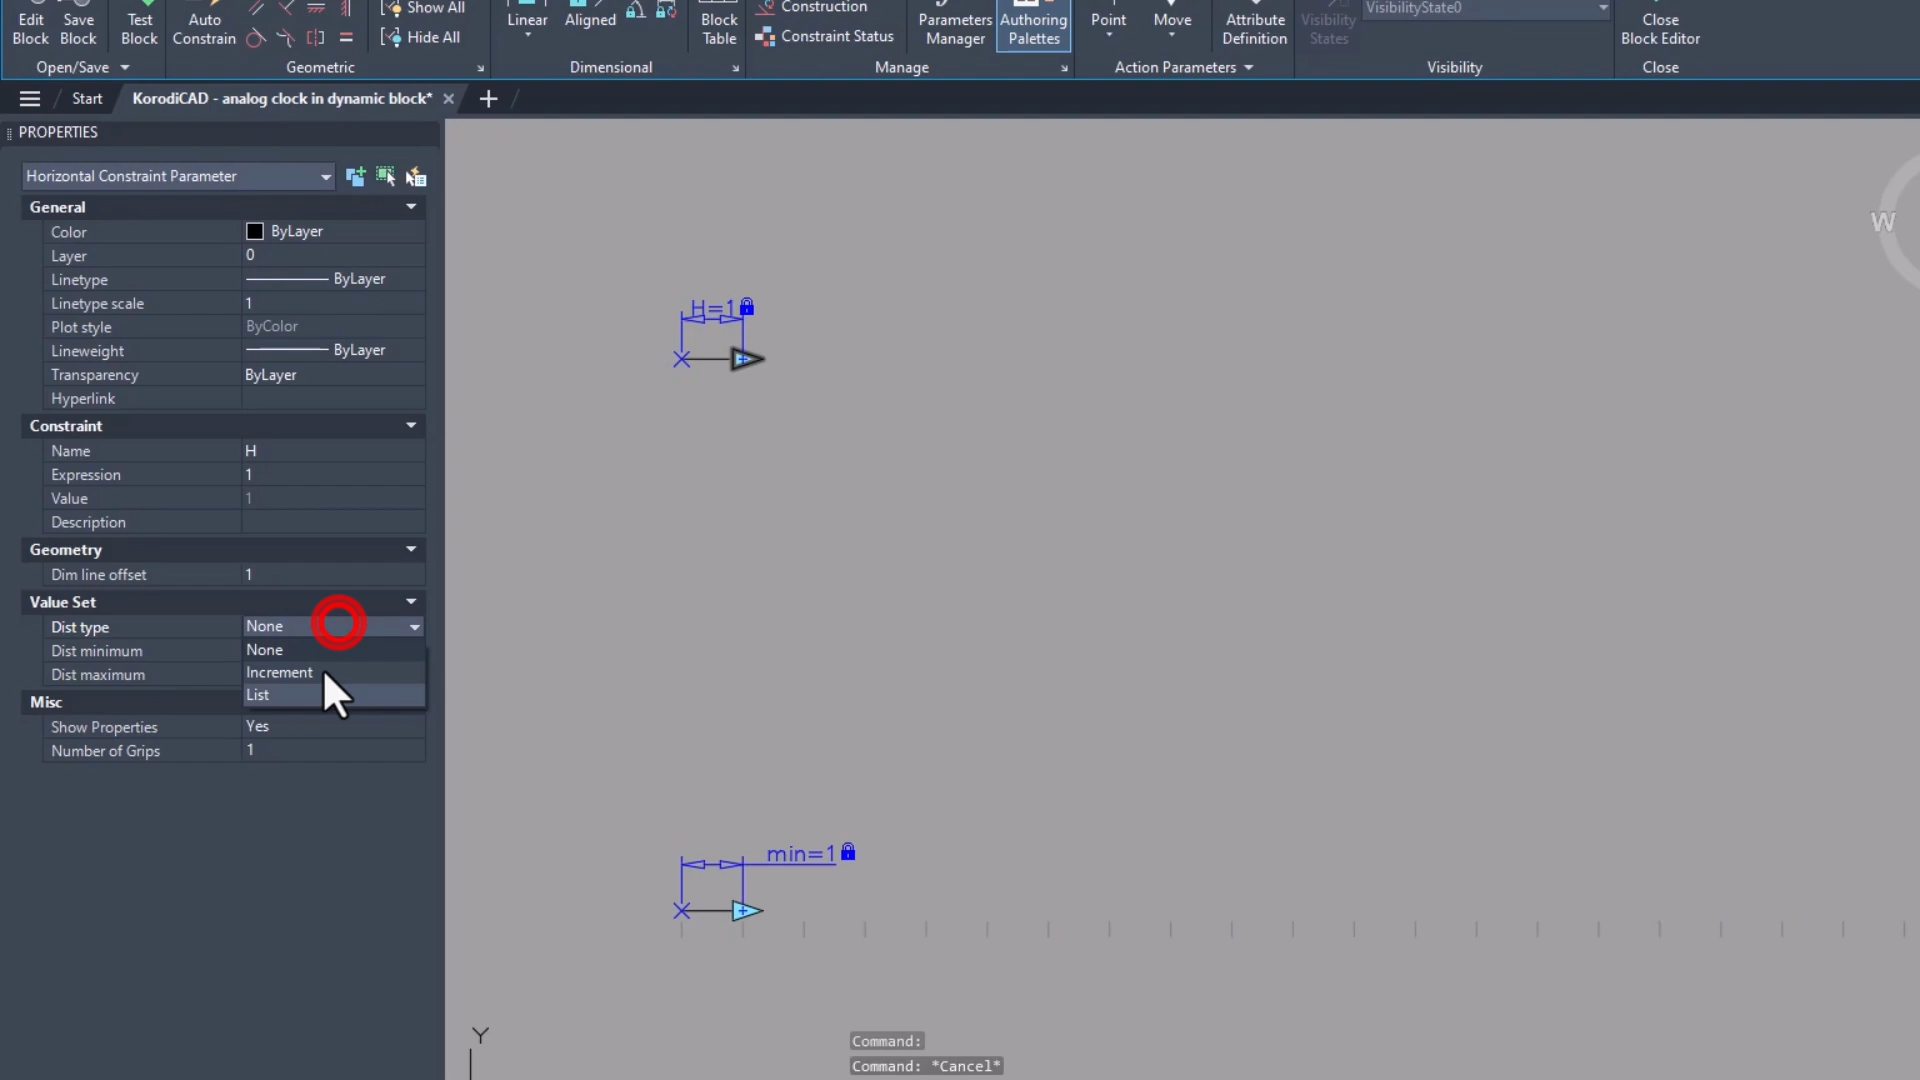 Edit Block
Save Block
Test Block
Auto Constrain
Show All
Hide All
Linear
Aligned
Block Table
Construction
Constraint Status
Parameters Manager
Authoring Palettes
Point
Move
Attribute Definition
Visibility States
VisibilityState0
Close Block Editor
Open/Save
Geometric
Dimensional
Manage
Action Parameters
Visibility
Close
Start
KorodiCAD - analog clock in dynamic block*
PROPERTIES
Horizontal Constraint Parameter
General
Color ByLayer
Layer 0
Linetype ByLayer
Linetype scale 1
Plot style ByColor
Lineweight ByLayer
Transparency ByLayer
Hyperlink
Constraint
Name H
Expression 1
Value 1
Description
Geometry
Dim line offset 1
Value Set
Dist type None
Dist minimum
Dist maximum
None
Increment
List
Misc
Show Properties Yes
Number of Grips 1
H=1
W
min=1
Y
Command:
Command: *Cancel*